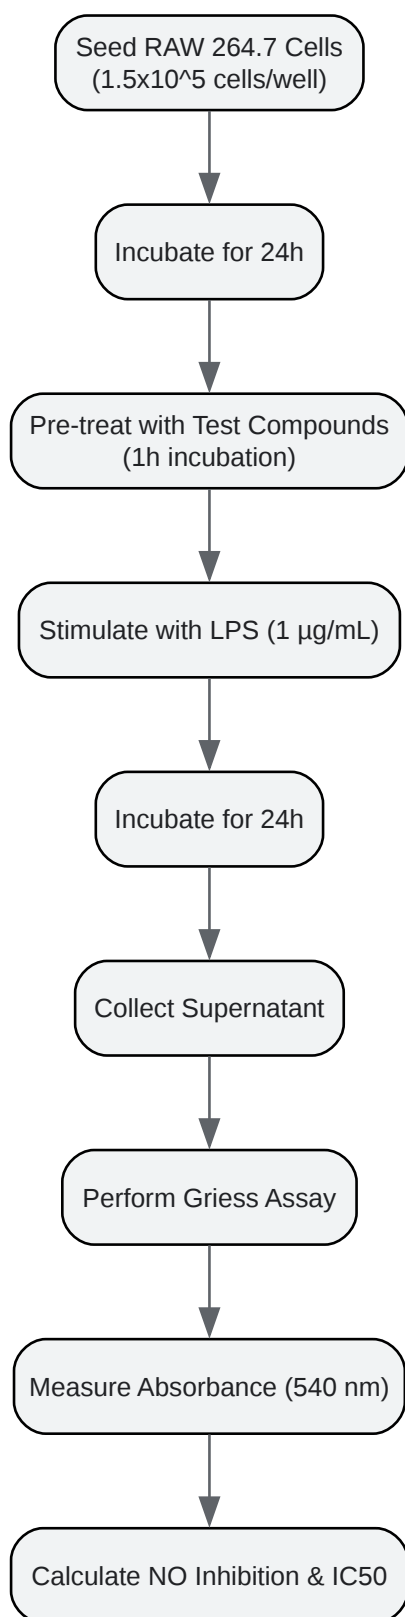 Seed RAW 264.7 Cells
(1.5x10^5 cells/well)
Incubate for 24h
Pre-treat with Test Compounds
(1h incubation)
Stimulate with LPS (1 µg/mL)
Incubate for 24h
Collect Supernatant
Perform Griess Assay
Measure Absorbance (540 nm)
Calculate NO Inhibition & IC50